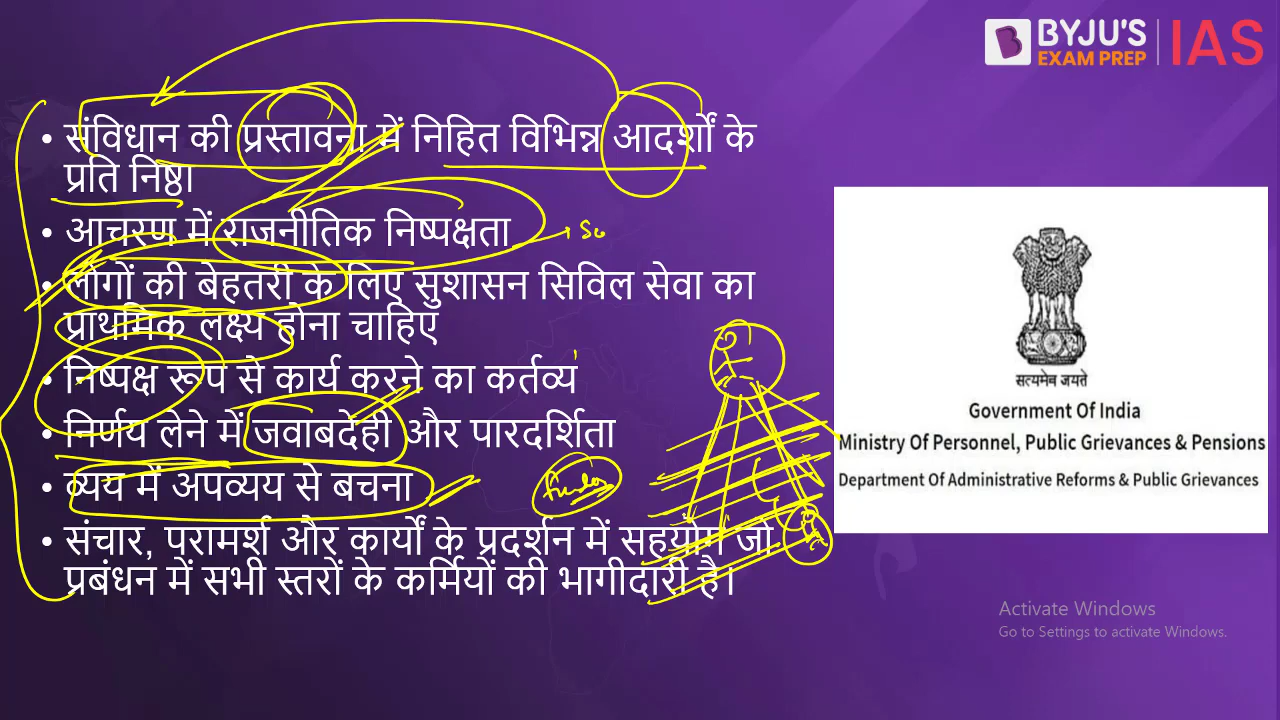 BYJU'S
EXAM PREP
IAS
• संविधान की प्रस्तावना में निहित विभिन्न आदर्शों के
प्रति निष्ठा
• आचरण में राजनीतिक निष्पक्षता
• लोगों की बेहतरी के लिए सुशासन सिविल सेवा का
प्राथमिक लक्ष्य होना चाहिए
• निष्पक्ष रूप से कार्य करने का कर्तव्य
• निर्णय लेने में जवाबदेही और पारदर्शिता
• व्यय में अपव्यय से बचना
• संचार, परामर्श और कार्यों के प्रदर्शन में सहयोग जो
प्रबंधन में सभी स्तरों के कर्मियों की भागीदारी है।
सत्यमेव जयते
Government Of India
Ministry Of Personnel, Public Grievances & Pensions
Department Of Administrative Reforms & Public Grievances
Activate Windows
Go to Settings to activate Windows.